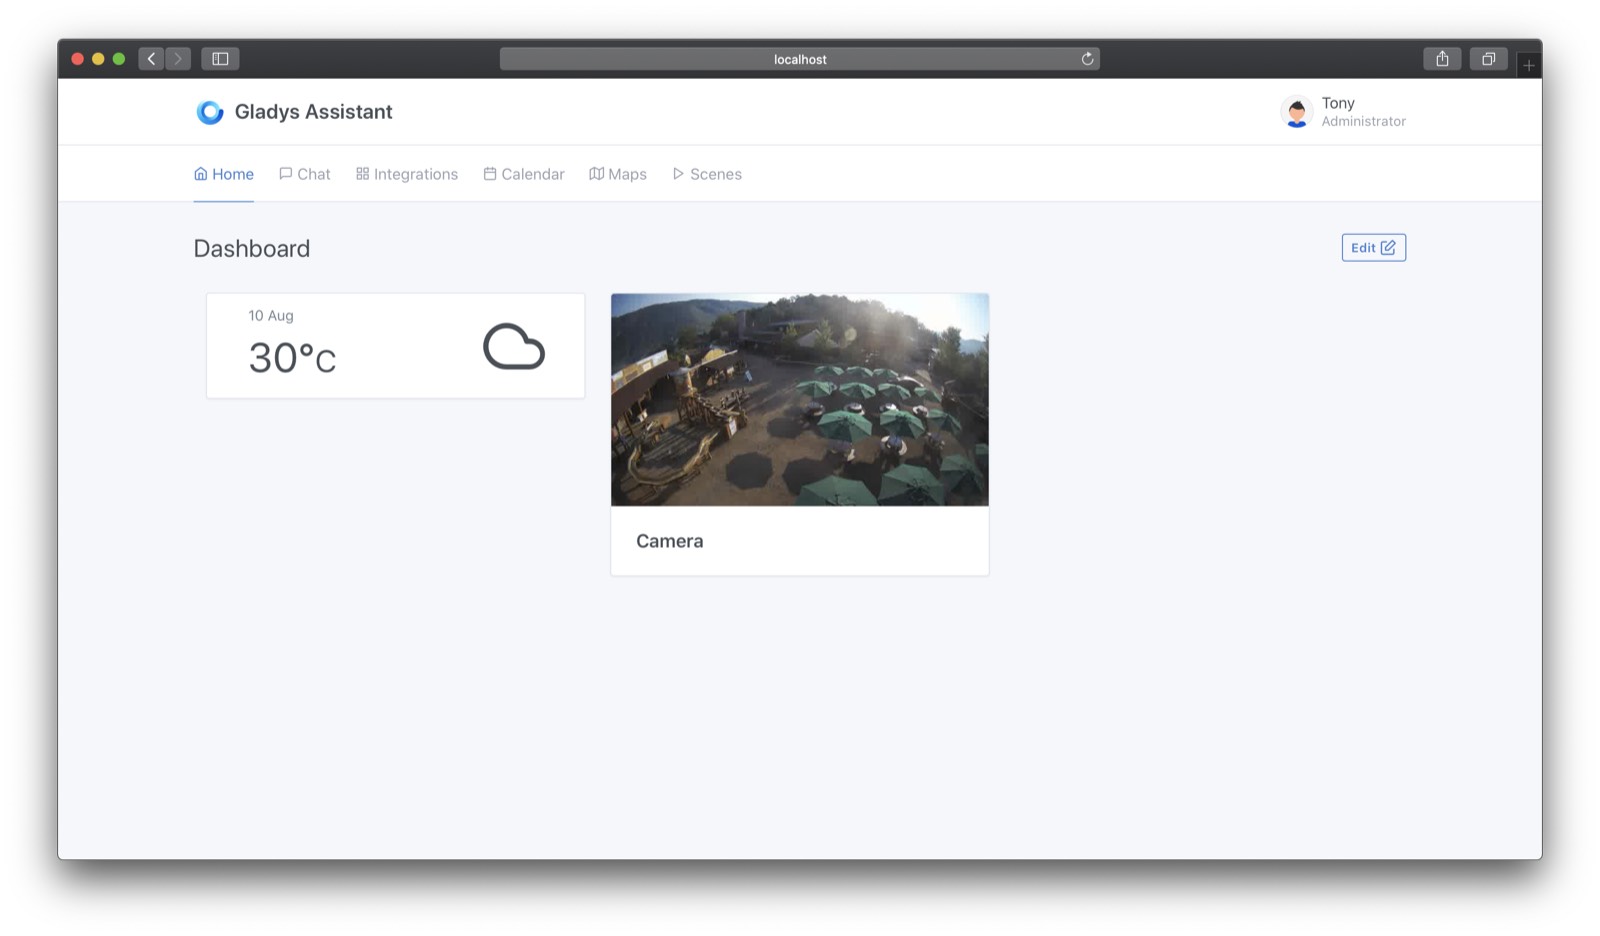 localhost
Gladys Assistant
Tony
Administrator
Home Chat Integrations Calendar Maps Scenes
Dashboard
Edit
10 Aug
30°C
Camera